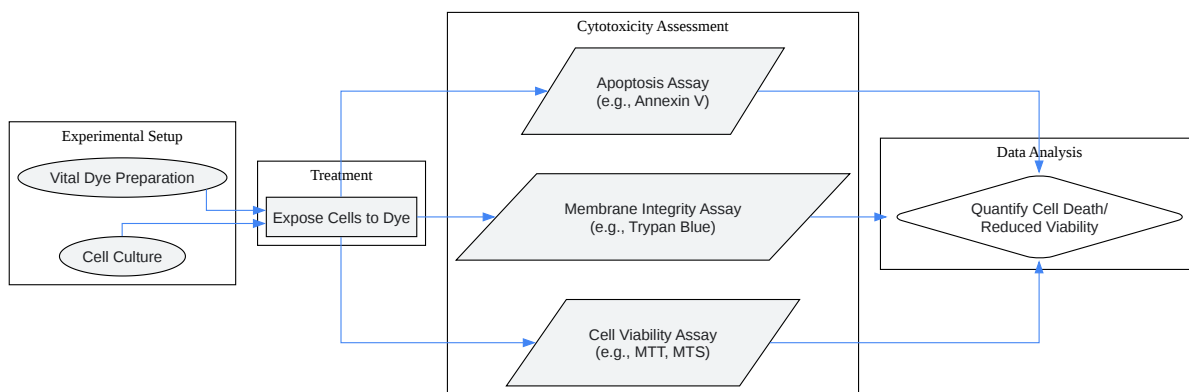 Cytotoxicity Assessment
Apoptosis Assay
(e.g., Annexin V)
Experimental Setup
Vital Dye Preparation
Cell Culture
Treatment
Expose Cells to Dye
Membrane Integrity Assay
(e.g., Trypan Blue)
Cell Viability Assay
(e.g., MTT, MTS)
Data Analysis
Quantify Cell Death/
Reduced Viability